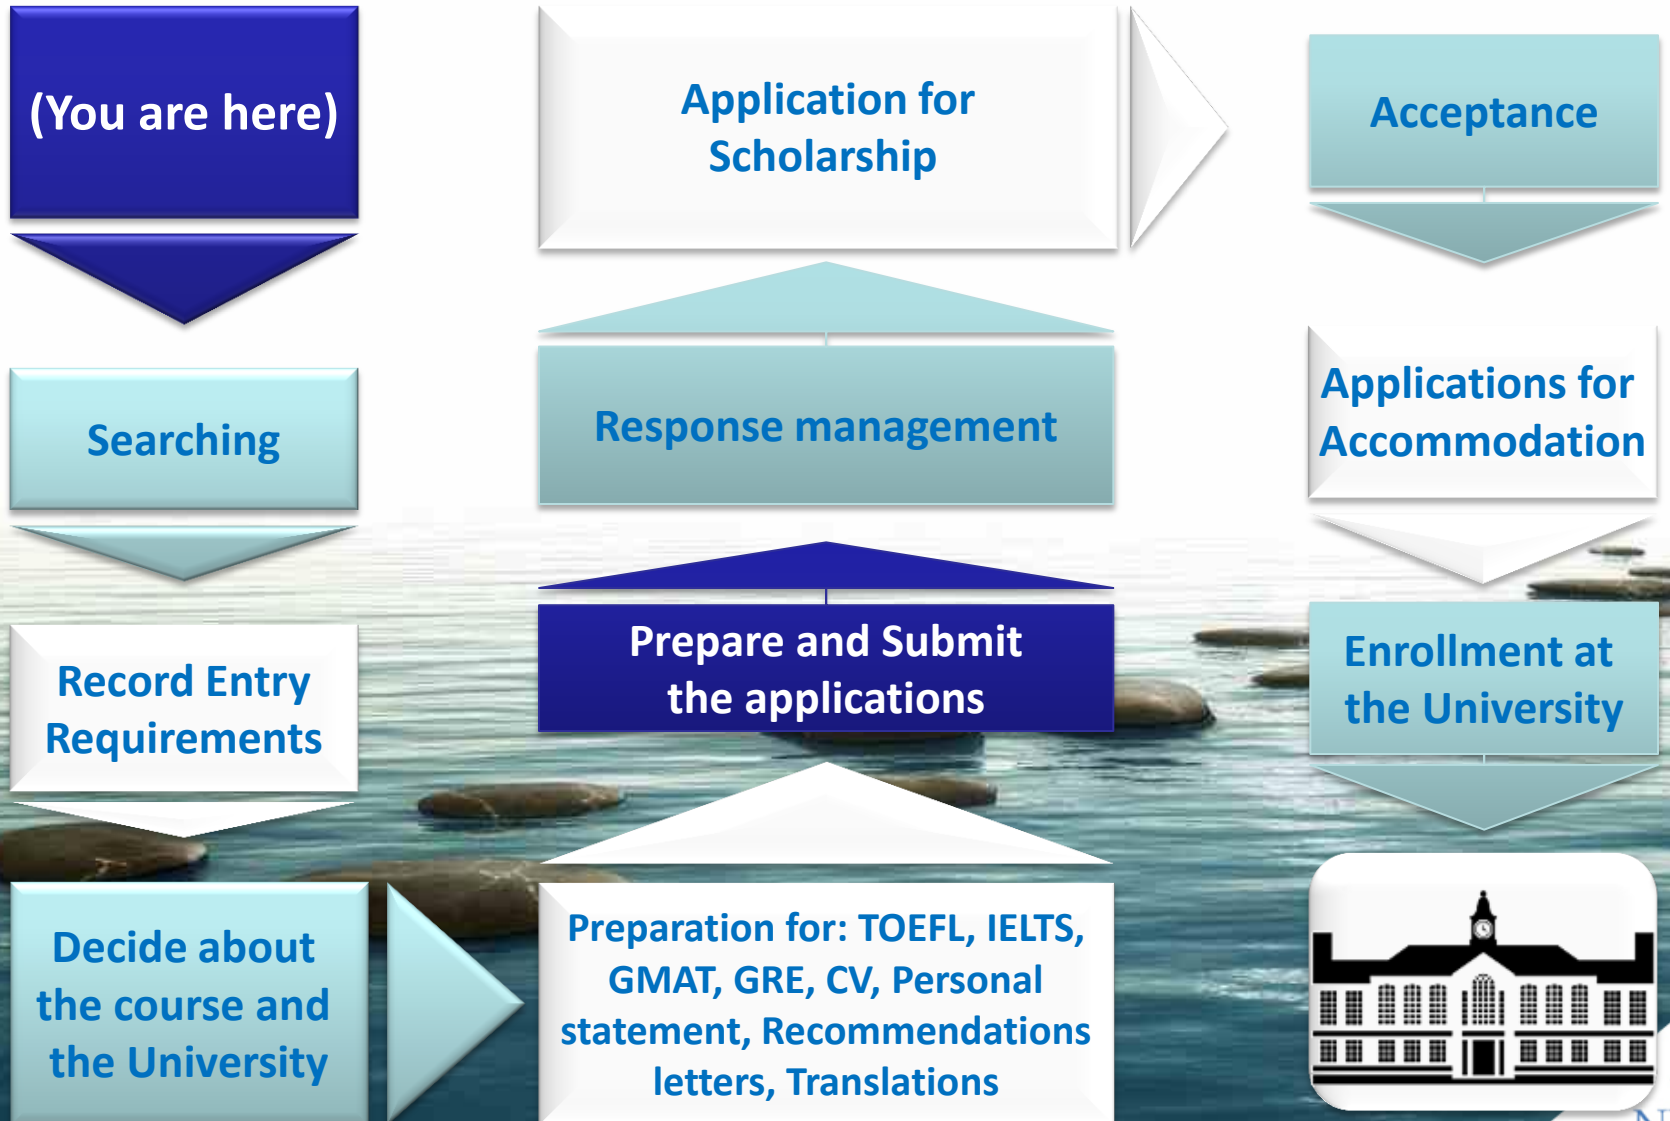 (You are here)
Searching
Record Entry
Requirements
Decide about
the course and
the University
Preparation for: TOEFL, IELTS,
GMAT, GRE, CV, Personal
statement, Recommendations
letters, Translations
Prepare and Submit
the applications
Response management
Application for
Scholarship
Acceptance
Applications for
Accommodation
Enrollment at
the University